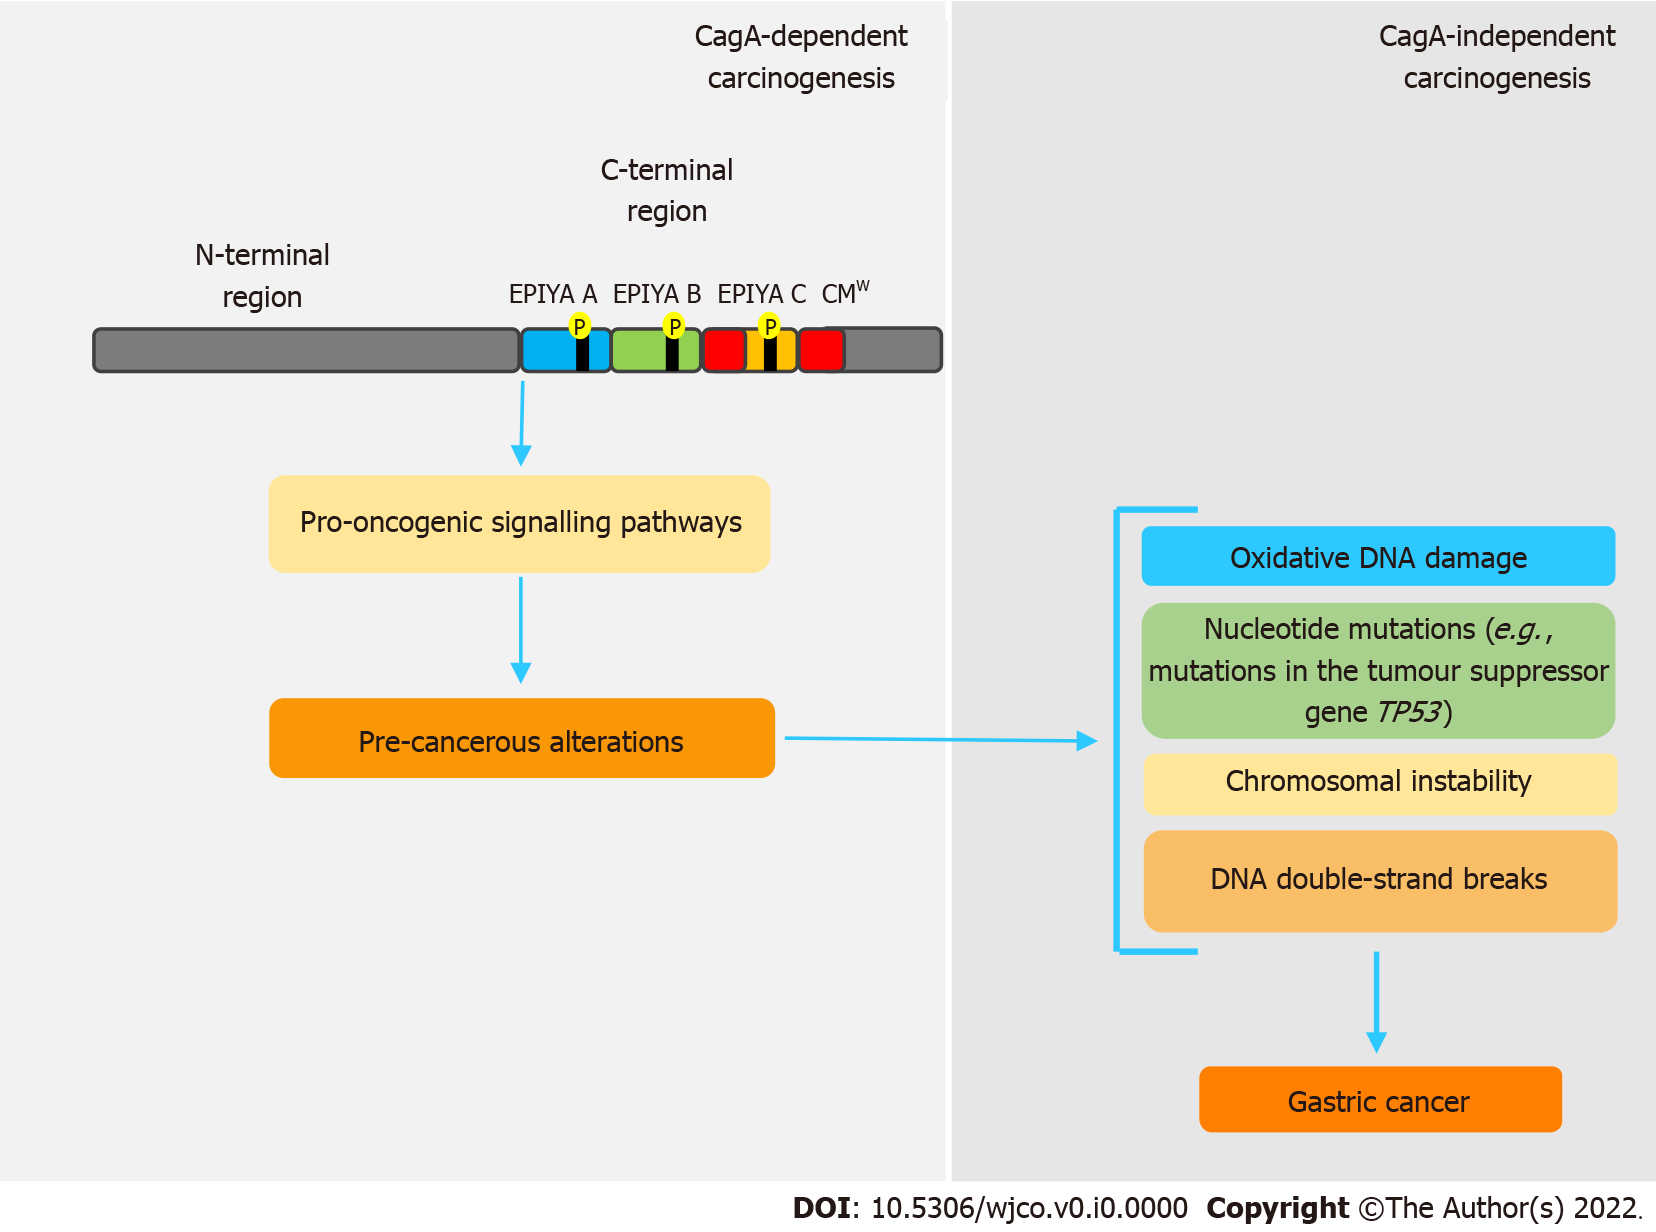 CagA-dependent
carcinogenesis
CagA-independent
carcinogenesis
C-terminal
region
N-terminal
region
EPIYA A EPIYA B EPIYA C CMᵂ
P P P
Pro-oncogenic signalling pathways
Pre-cancerous alterations
Oxidative DNA damage
Nucleotide mutations (e.g.,
mutations in the tumour suppressor
gene TP53)
Chromosomal instability
DNA double-strand breaks
Gastric cancer
DOI: 10.5306/wjco.v0.i0.0000 Copyright ©The Author(s) 2022.